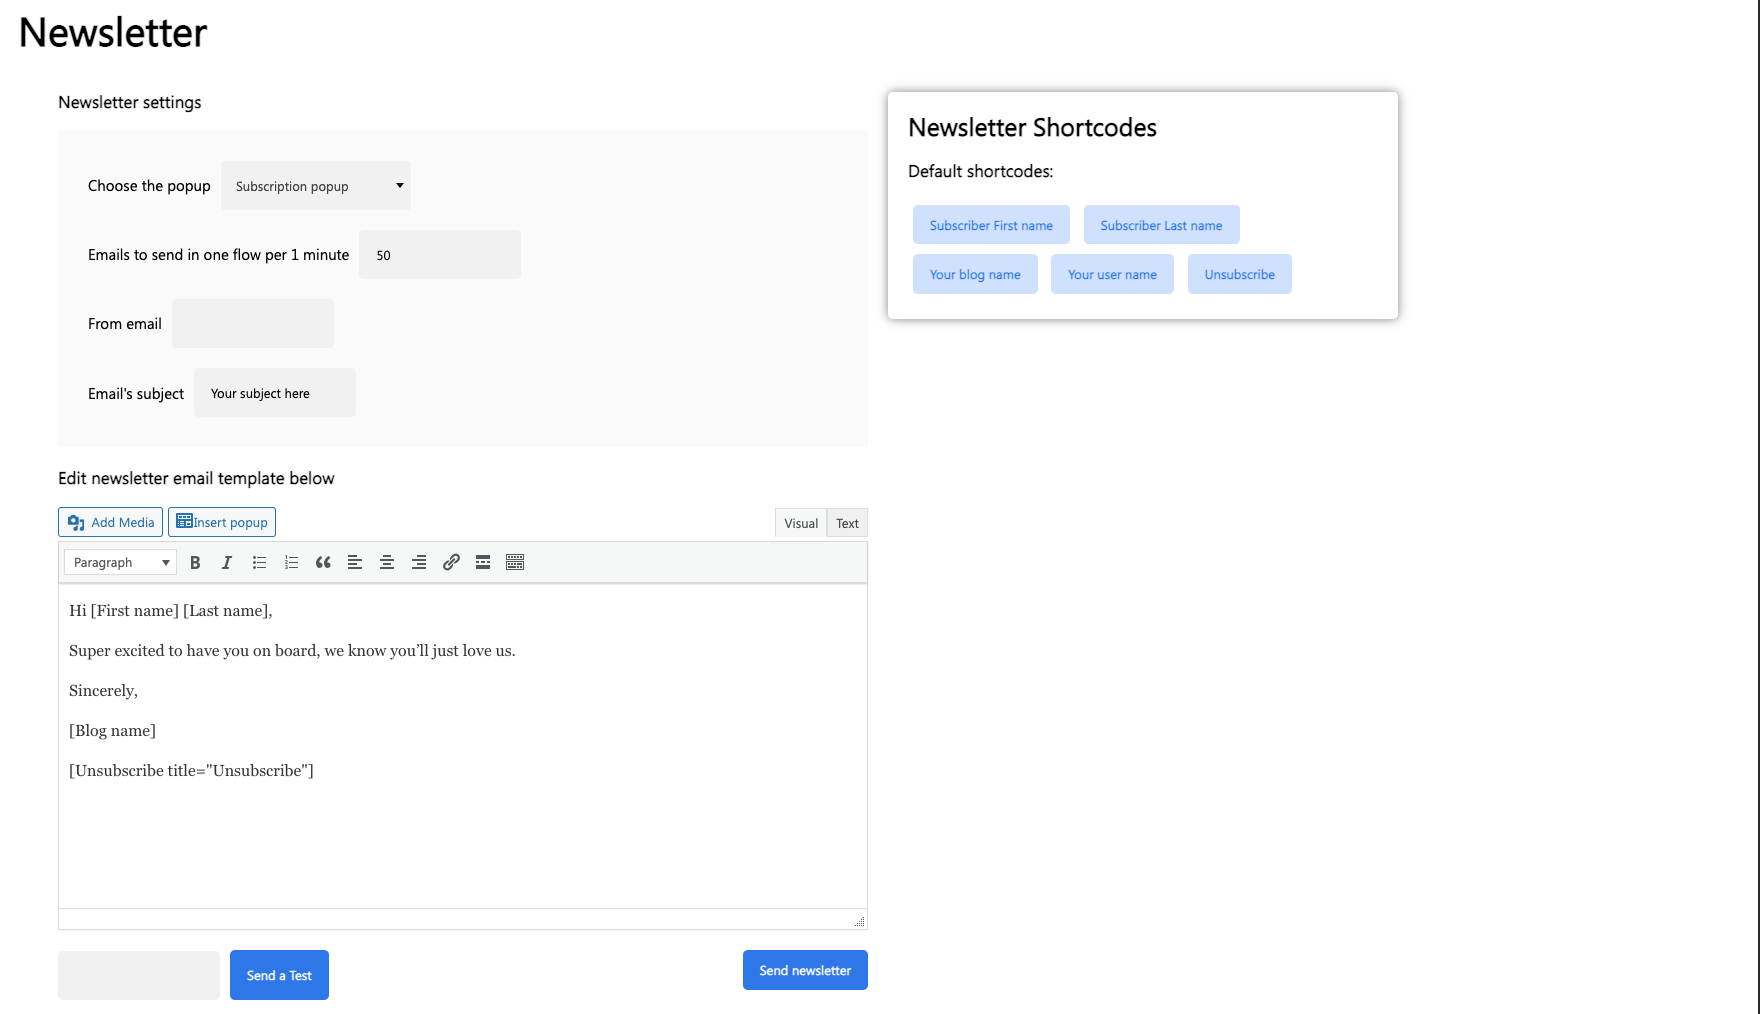 Newsletter
Newsletter settings
Choose the popup Subscription popup
Emails to send in one flow per 1 minute 50
From email
Email's subject Your subject here
Newsletter Shortcodes
Default shortcodes:
Subscriber First name Subscriber Last name
Your blog name Your user name Unsubscribe
Edit newsletter email template below
Add Media Insert popup Visual Text
Paragraph
Hi [First name] [Last name],
Super excited to have you on board, we know you’ll just love us.
Sincerely,
[Blog name]
[Unsubscribe title="Unsubscribe"]
Send a Test Send newsletter